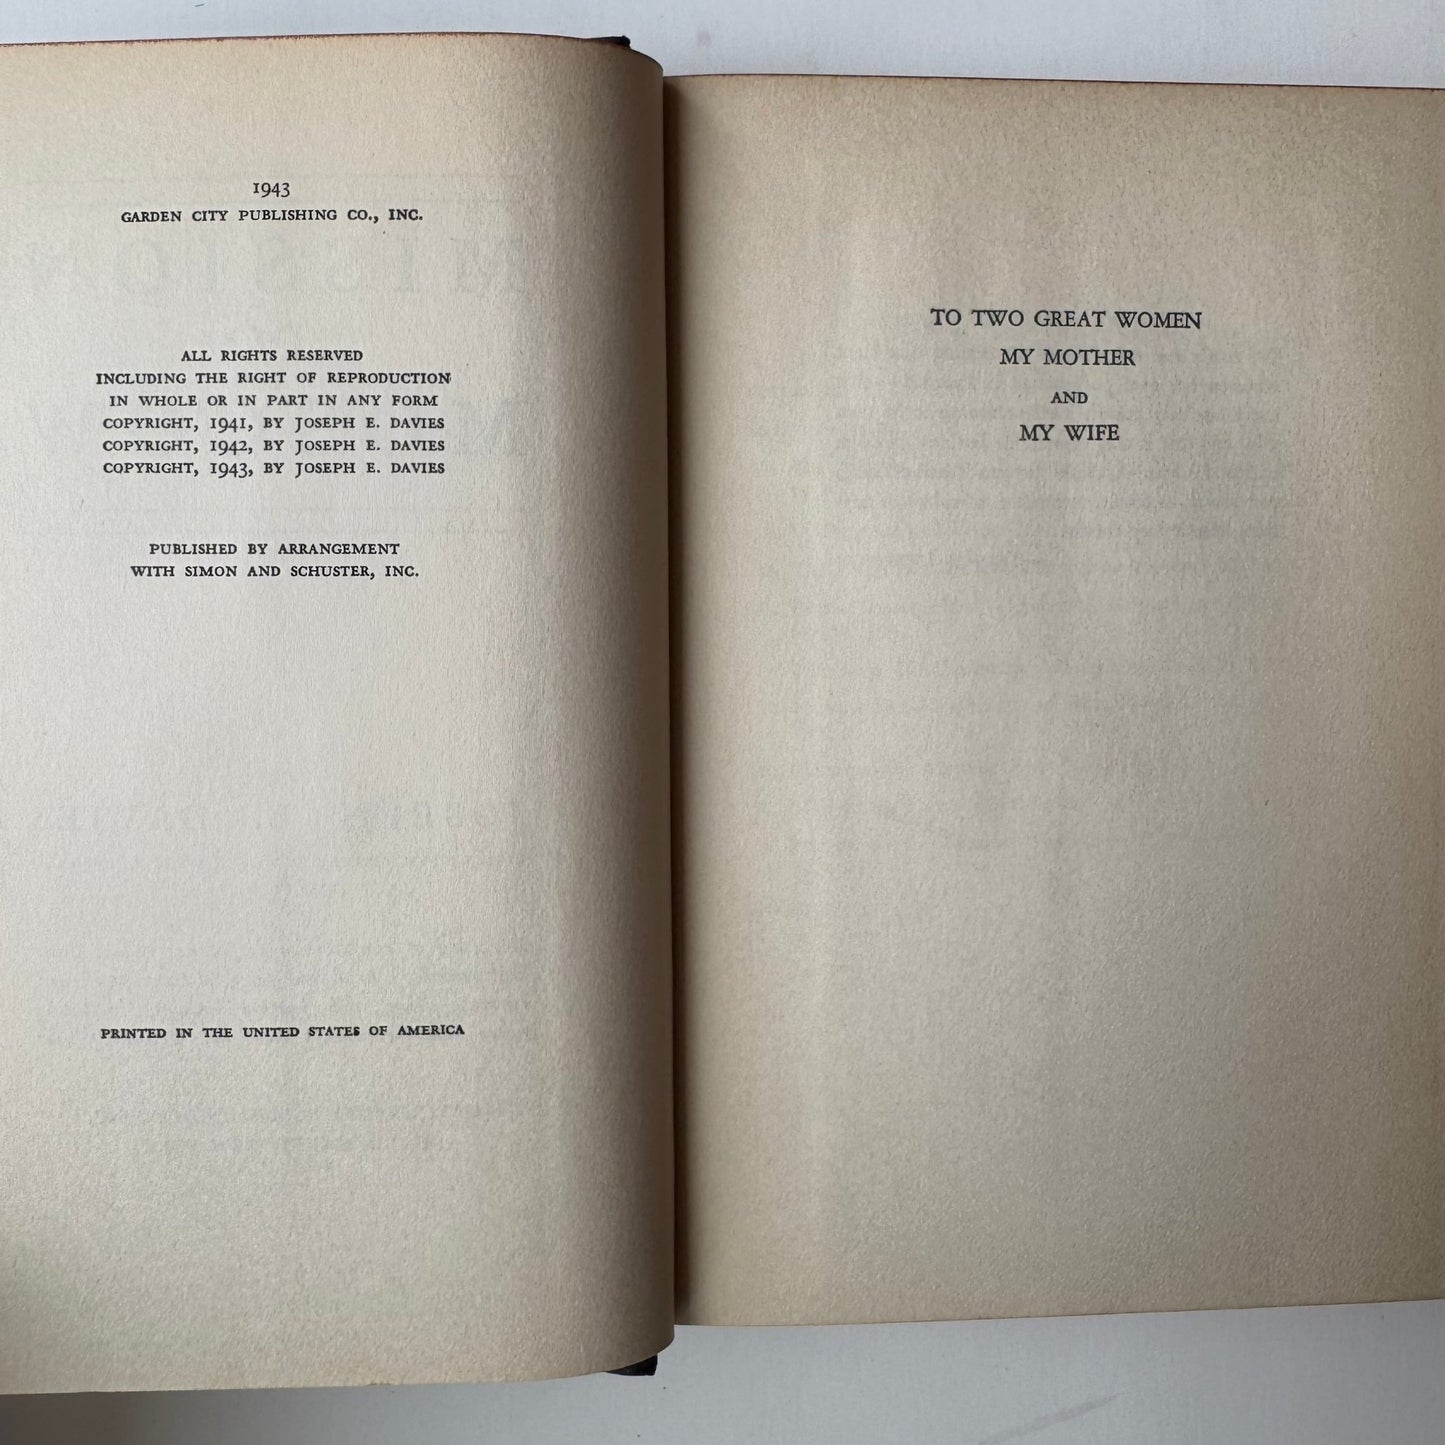 1943
GARDEN CITY PUBLISHING CO., INC.
ALL RIGHTS RESERVED
INCLUDING THE RIGHT OF REPRODUCTION
IN WHOLE OR IN PART IN ANY FORM
COPYRIGHT, 1941, BY JOSEPH E. DAVIES
COPYRIGHT, 1942, BY JOSEPH E. DAVIES
COPYRIGHT, 1943, BY JOSEPH E. DAVIES
PUBLISHED BY ARRANGEMENT
WITH SIMON AND SCHUSTER, INC.
PRINTED IN THE UNITED STATES OF AMERICA
TO TWO GREAT WOMEN
MY MOTHER
AND
MY WIFE